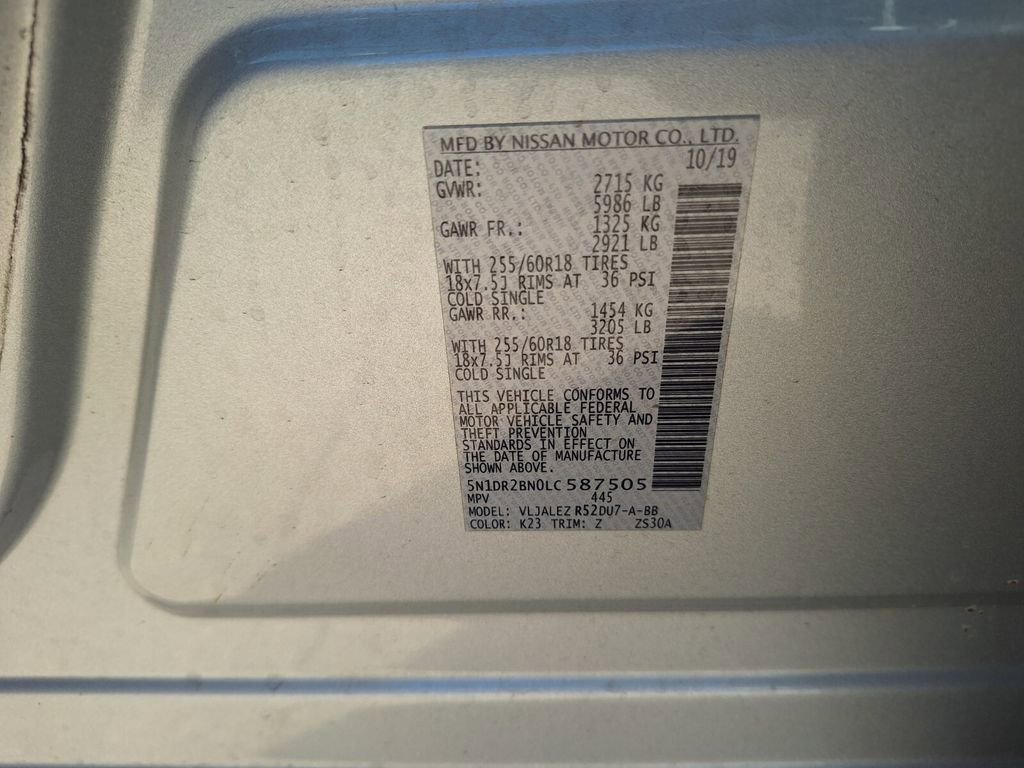 MFD BY NISSAN MOTOR CO., LTD.
DATE: 10/19
GVWR: 2715 KG
5986 LB
GAWR FR.: 1325 KG
2921 LB
WITH 255/60R18 TIRES
18x7.5J RIMS AT 36 PSI
COLD SINGLE
GAWR RR.: 1454 KG
3205 LB
WITH 255/60R18 TIRES
18x7.5J RIMS AT 36 PSI
COLD SINGLE
THIS VEHICLE CONFORMS TO
ALL APPLICABLE FEDERAL
MOTOR VEHICLE SAFETY AND
THEFT PREVENTION
STANDARDS IN EFFECT ON
THE DATE OF MANUFACTURE
SHOWN ABOVE.
5N1DR2BN0LC587505
MPV 445
MODEL: VLJALEZ R52DU7-A-BB
COLOR: K23 TRIM: Z ZS30A